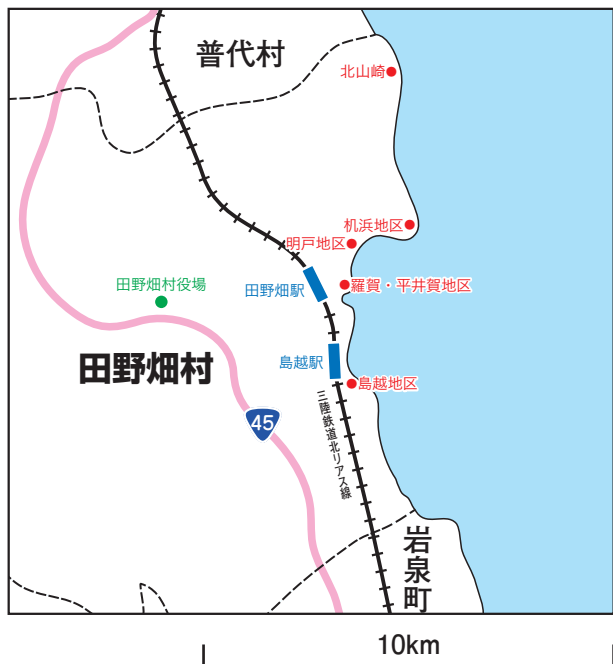 普代村
北山崎
机浜地区
明戸地区
羅賀・平井賀地区
田野畑村役場
田野畑駅
島越駅
田野畑村
島越地区
三陸鉄道北リアス線
45
岩泉町
10km